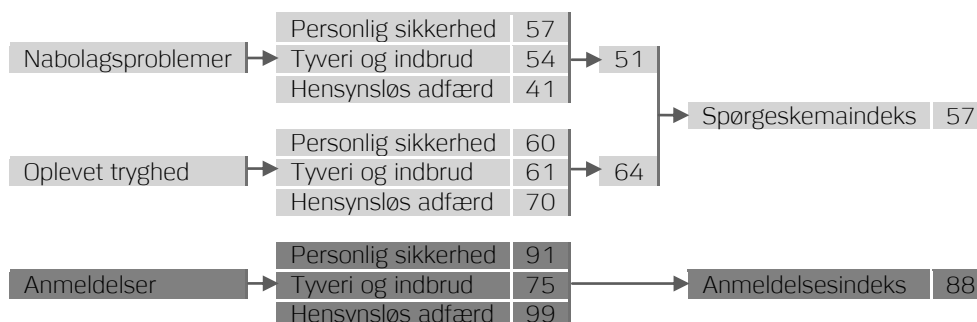 Personlig sikkerhed 57
Nabolagsproblemer Tyveri og indbrud 54 51
Hensynsløs adfærd 41
Spørgeskemaindeks 57
Personlig sikkerhed 60
Oplevet tryghed Tyveri og indbrud 61 64
Hensynsløs adfærd 70
Personlig sikkerhed 91
Anmeldelser Tyveri og indbrud 75 Anmeldelsesindeks 88
Hensynsløs adfærd 99